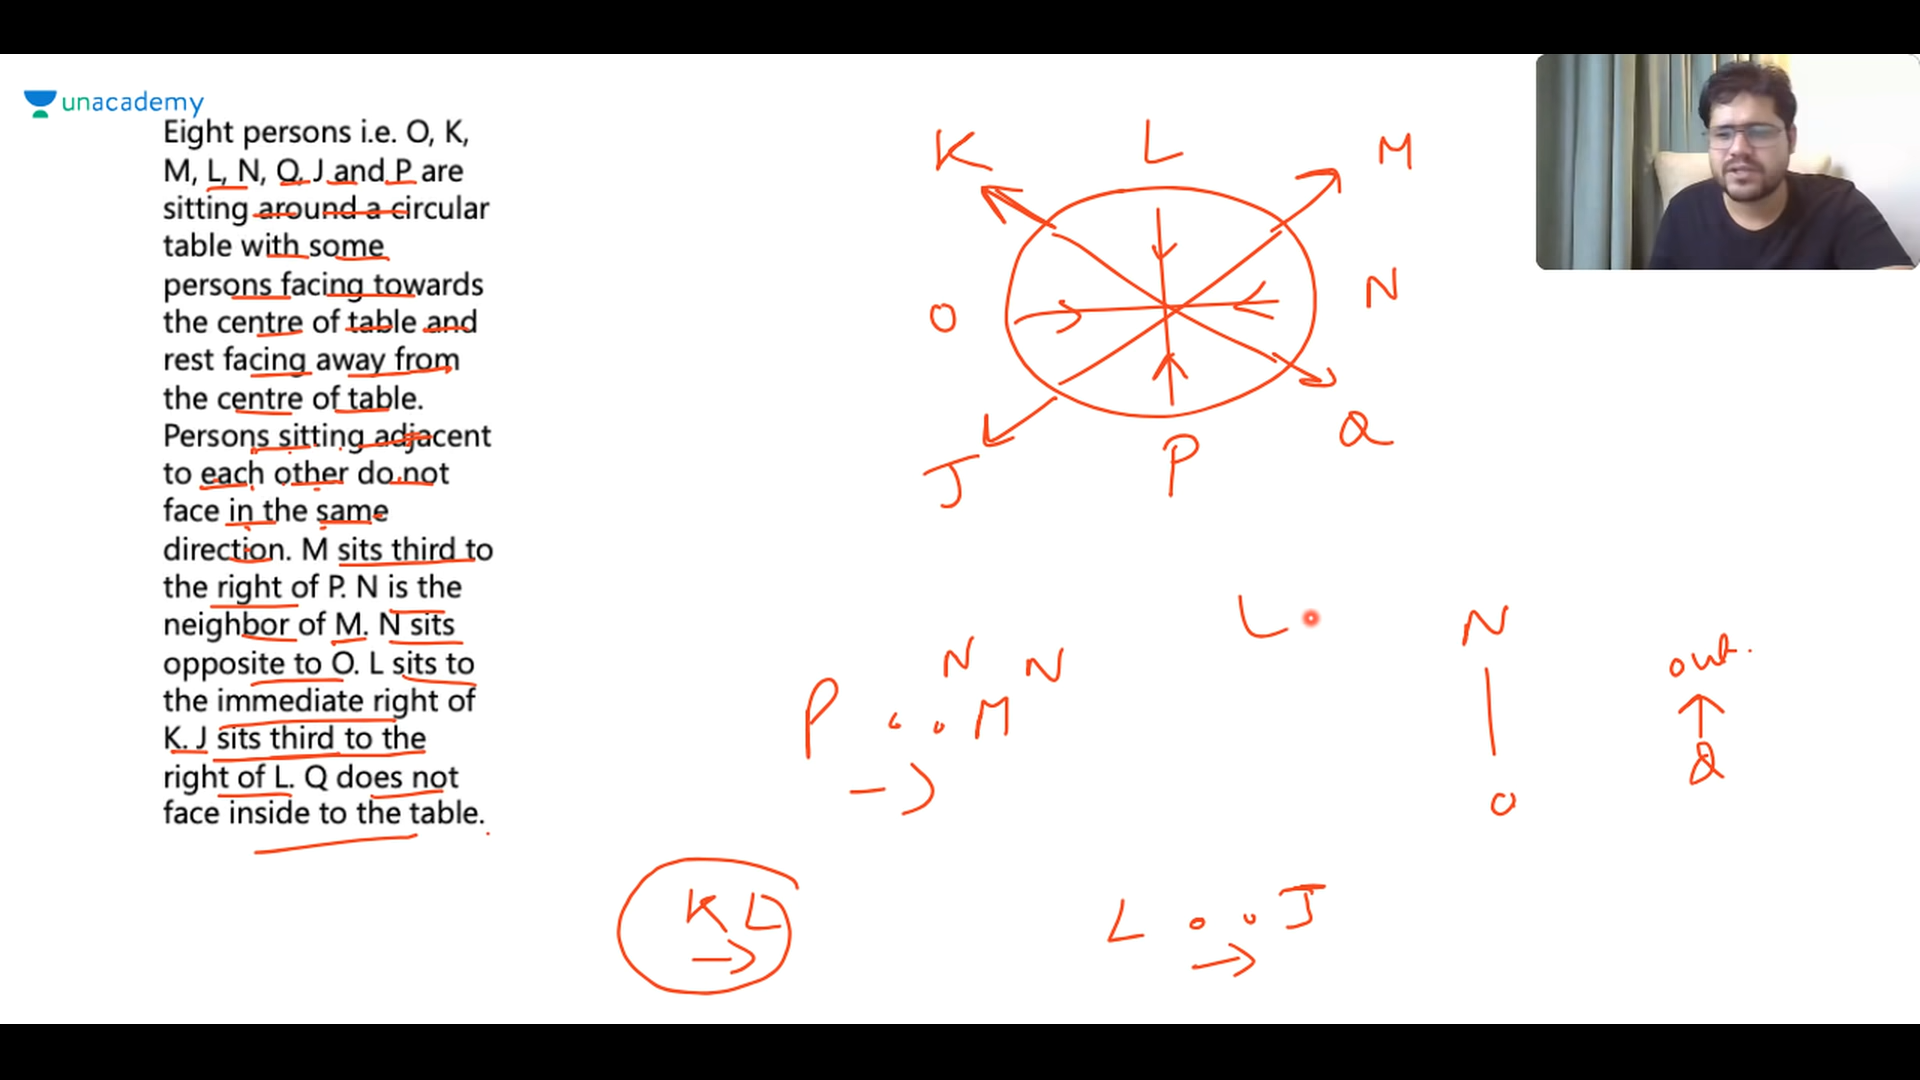 unacademy
Eight persons i.e. O, K,
M, L, N, Q, J and P are
sitting around a circular
table with some
persons facing towards
the centre of table and
rest facing away from
the centre of table.
Persons sitting adjacent
to each other do not
face in the same
direction. M sits third to
the right of P. N is the
neighbor of M. N sits
opposite to O. L sits to
the immediate right of
K. J sits third to the
right of L. Q does not
face inside to the table.
K L M
O N
J P Q
N N
P M
L
N
O
out.
Q
K L
L J